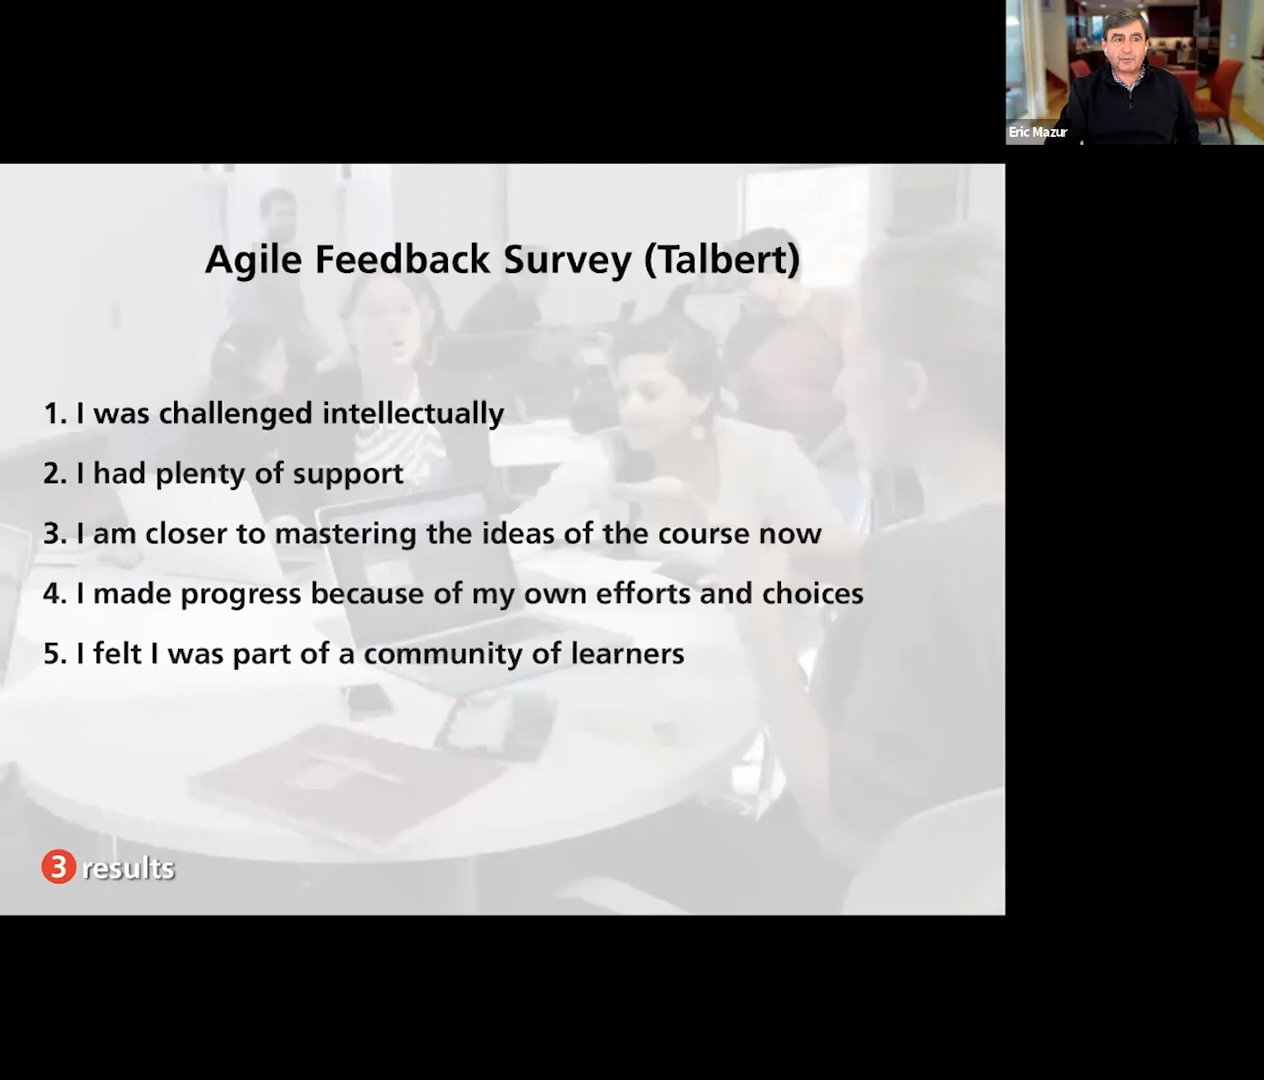 Eric Mazur
Agile Feedback Survey (Talbert)
1. I was challenged intellectually
2. I had plenty of support
3. I am closer to mastering the ideas of the course now
4. I made progress because of my own efforts and choices
5. I felt I was part of a community of learners
3 results